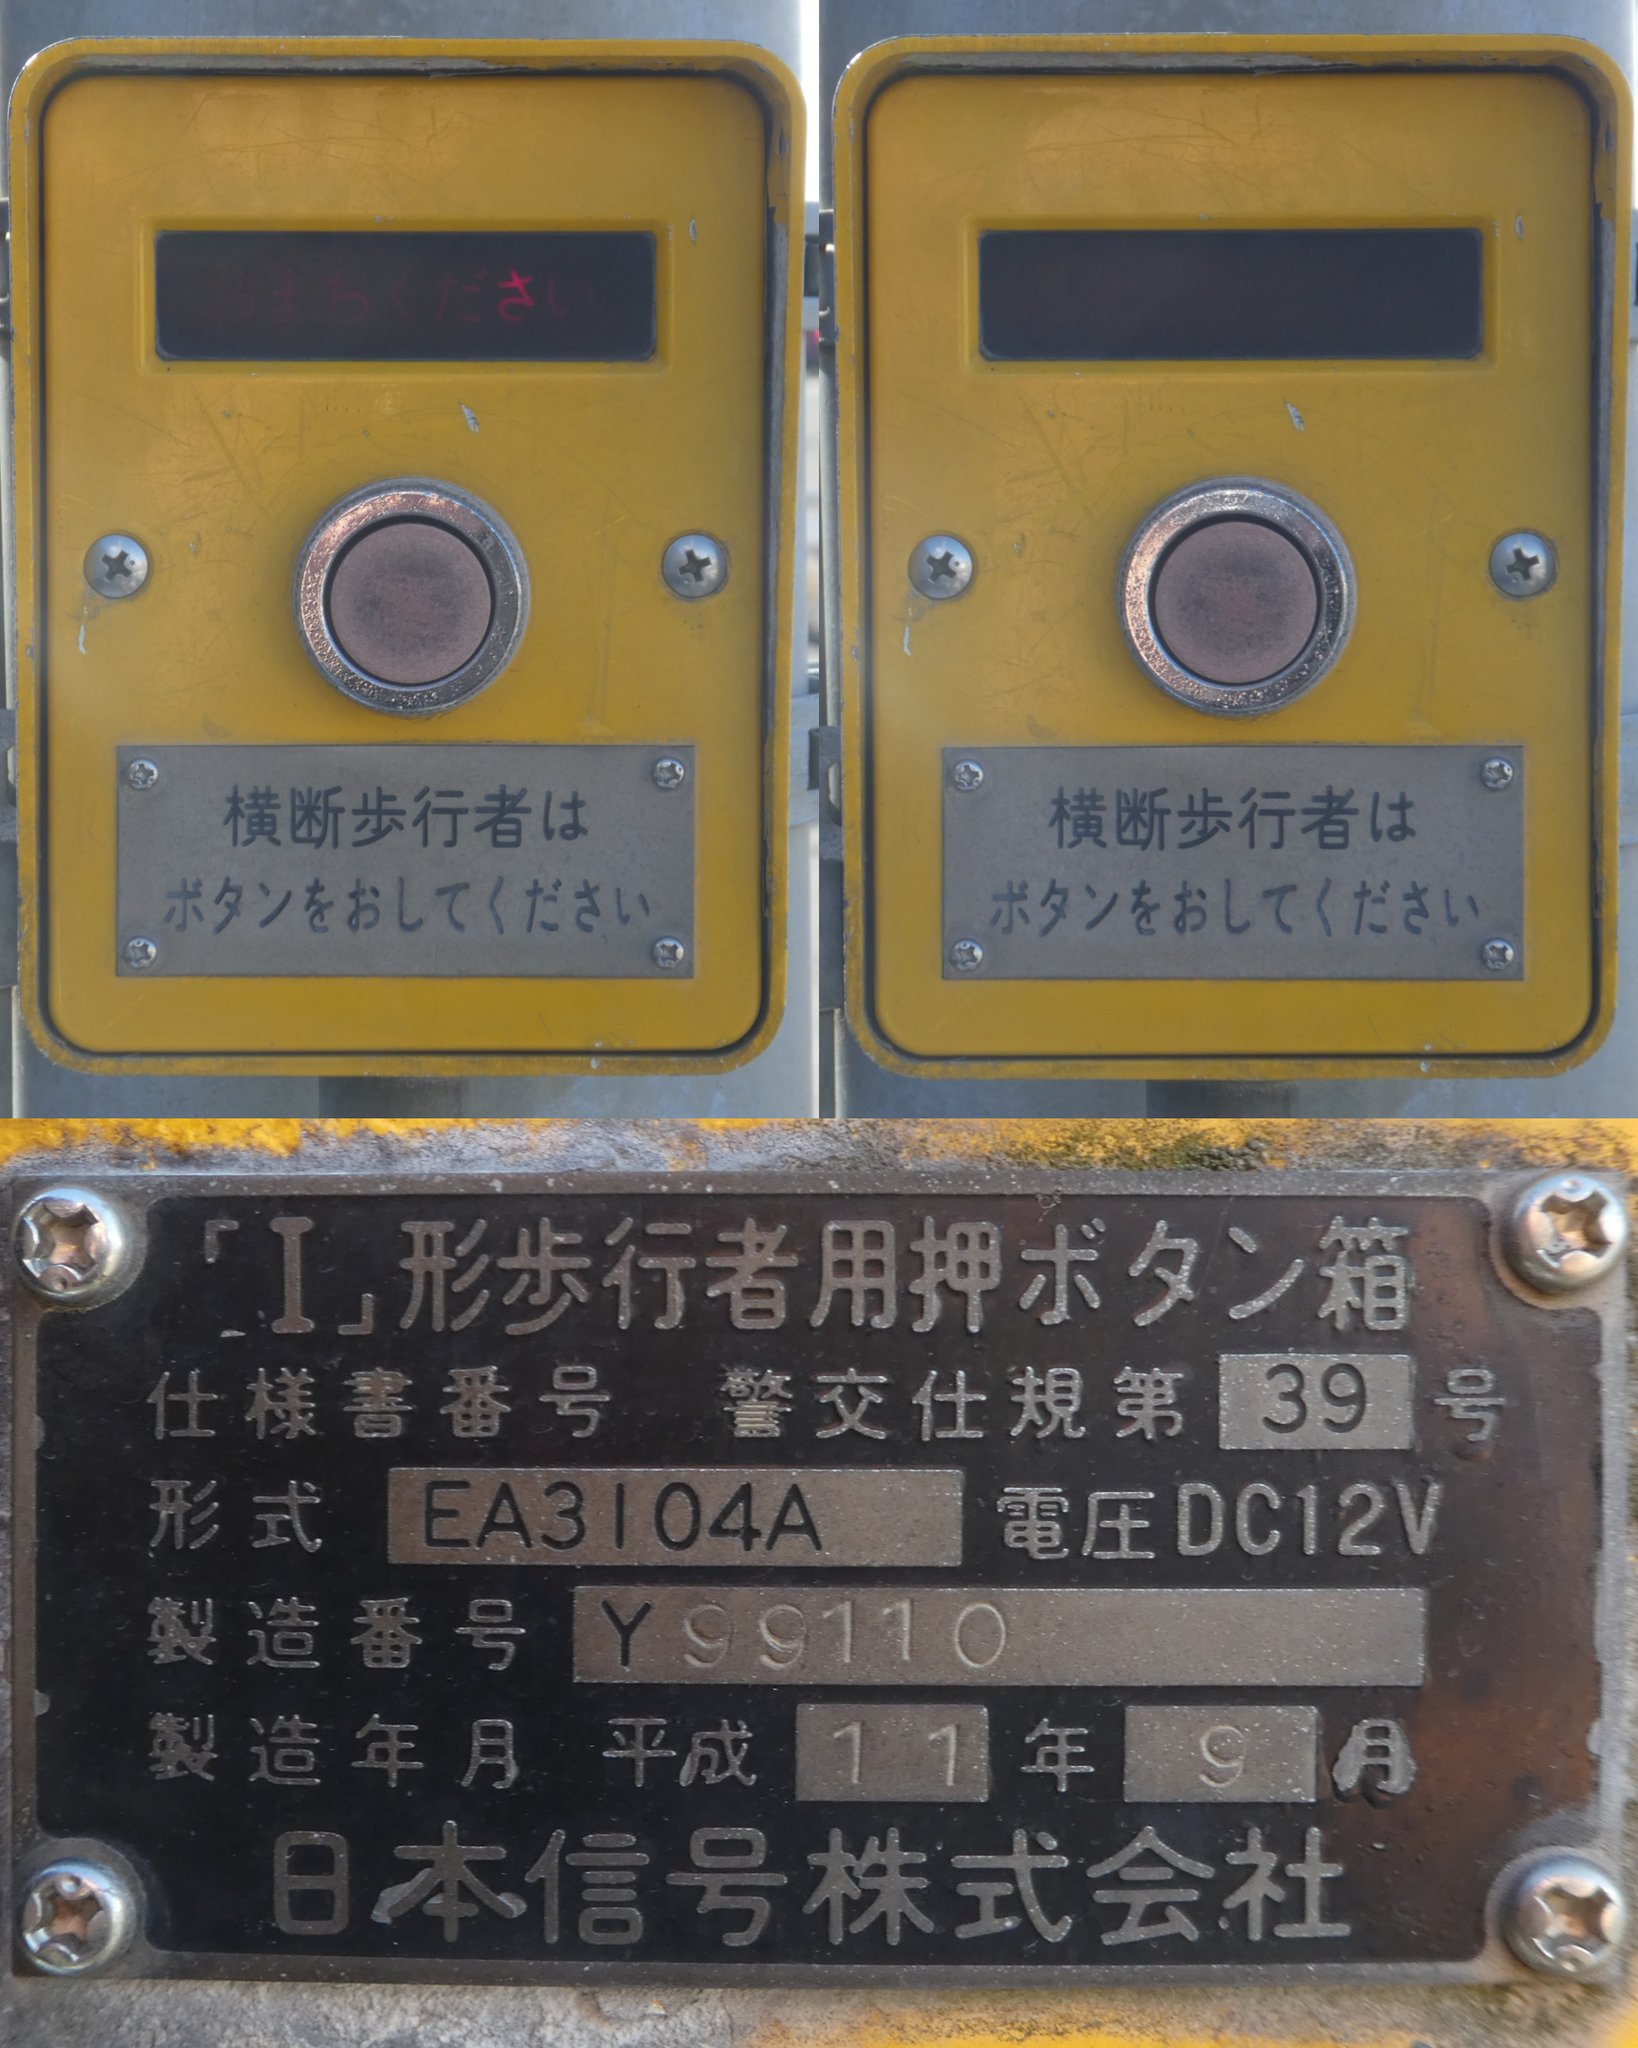 おまちください
横断歩行者は
ボタンをおしてください
横断歩行者は
ボタンをおしてください
「I」形歩行者用押ボタン箱
仕様書番号 警交仕規第 39 号
形式 EA3104A 電圧DC12V
製造番号 Y99110
製造年月 平成 11 年 9 月
日本信号株式会社